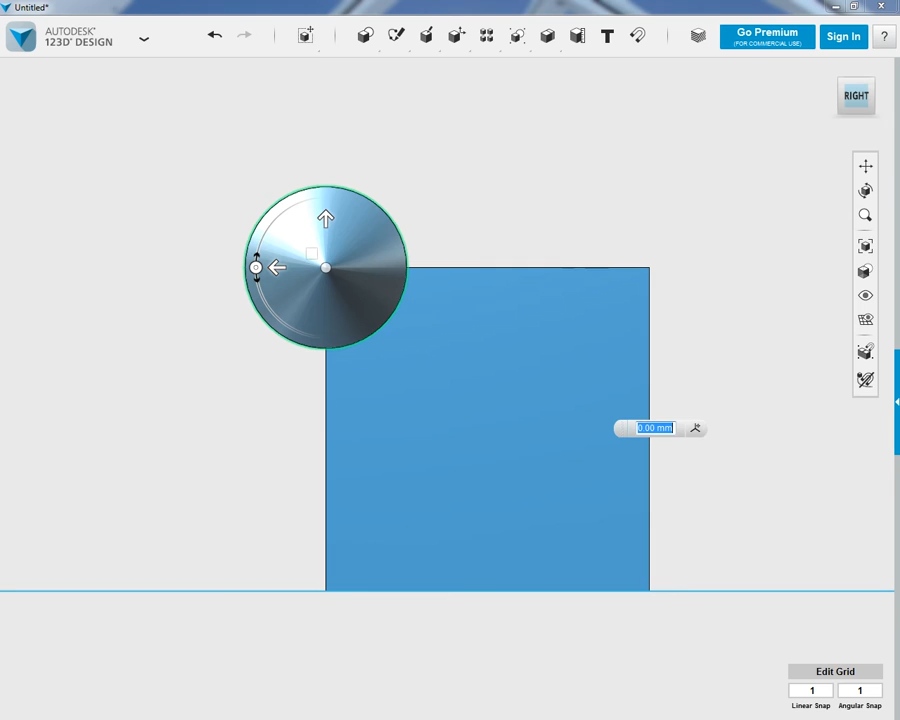 Untitled*
AUTODESK®
123D® DESIGN
T
Go Premium
(FOR COMMERCIAL USE)
Sign In
?
RIGHT
0.00 mm
Edit Grid
1 1
Linear Snap Angular Snap